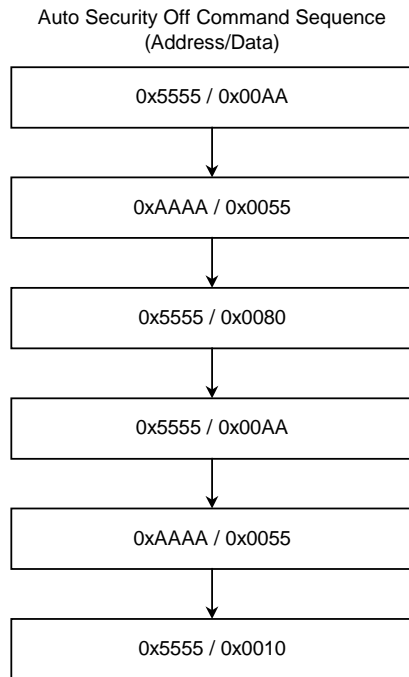 Auto Security Off Command Sequence
(Address/Data)
0x5555 / 0x00AA
0xAAAA / 0x0055
0x5555 / 0x0080
0x5555 / 0x00AA
0xAAAA / 0x0055
0x5555 / 0x0010